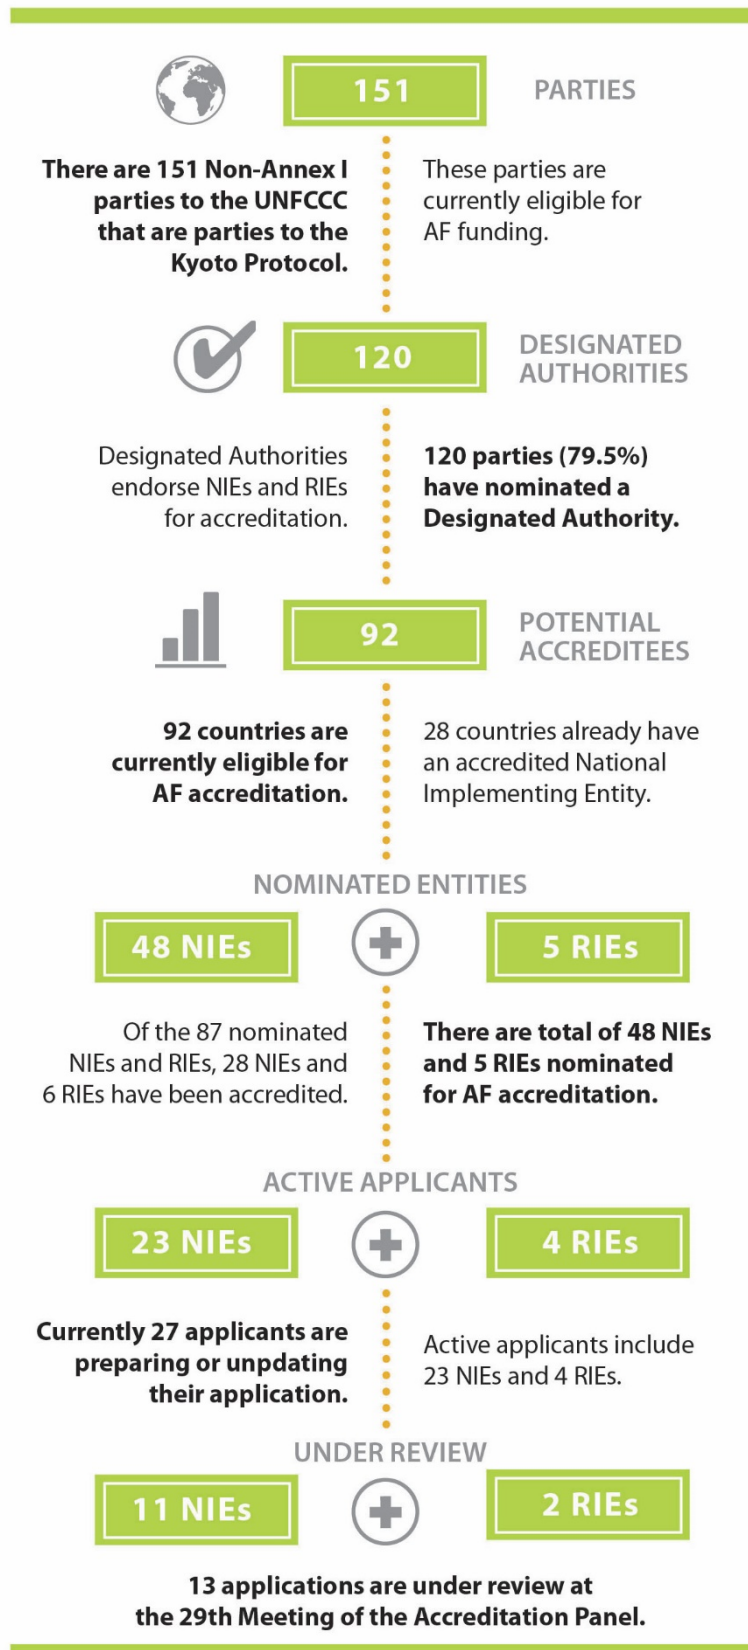 151
PARTIES
There are 151 Non-Annex I
parties to the UNFCCC
that are parties to the
Kyoto Protocol.
These parties are
currently eligible for
AF funding.
120
DESIGNATED
AUTHORITIES
Designated Authorities
endorse NIEs and RIEs
for accreditation.
120 parties (79.5%)
have nominated a
Designated Authority.
92
POTENTIAL
ACCREDITEES
92 countries are
currently eligible for
AF accreditation.
28 countries already have
an accredited National
Implementing Entity.
NOMINATED ENTITIES
48 NIEs
5 RIEs
Of the 87 nominated
NIEs and RIEs, 28 NIEs and
6 RIEs have been accredited.
There are total of 48 NIEs
and 5 RIEs nominated
for AF accreditation.
ACTIVE APPLICANTS
23 NIEs
4 RIEs
Currently 27 applicants are
preparing or unpdating
their application.
Active applicants include
23 NIEs and 4 RIEs.
UNDER REVIEW
11 NIEs
2 RIEs
13 applications are under review at
the 29th Meeting of the Accreditation Panel.